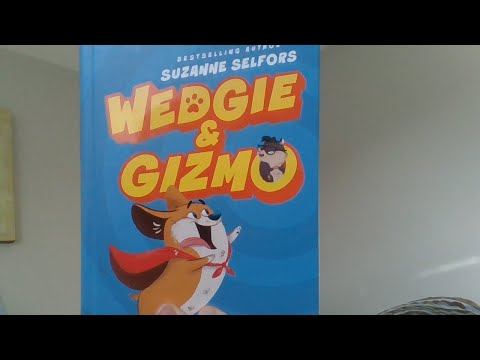 BESTSELLING AUTHOR
SUZANNE SELFORS
WEDGIE
&
GIZMO